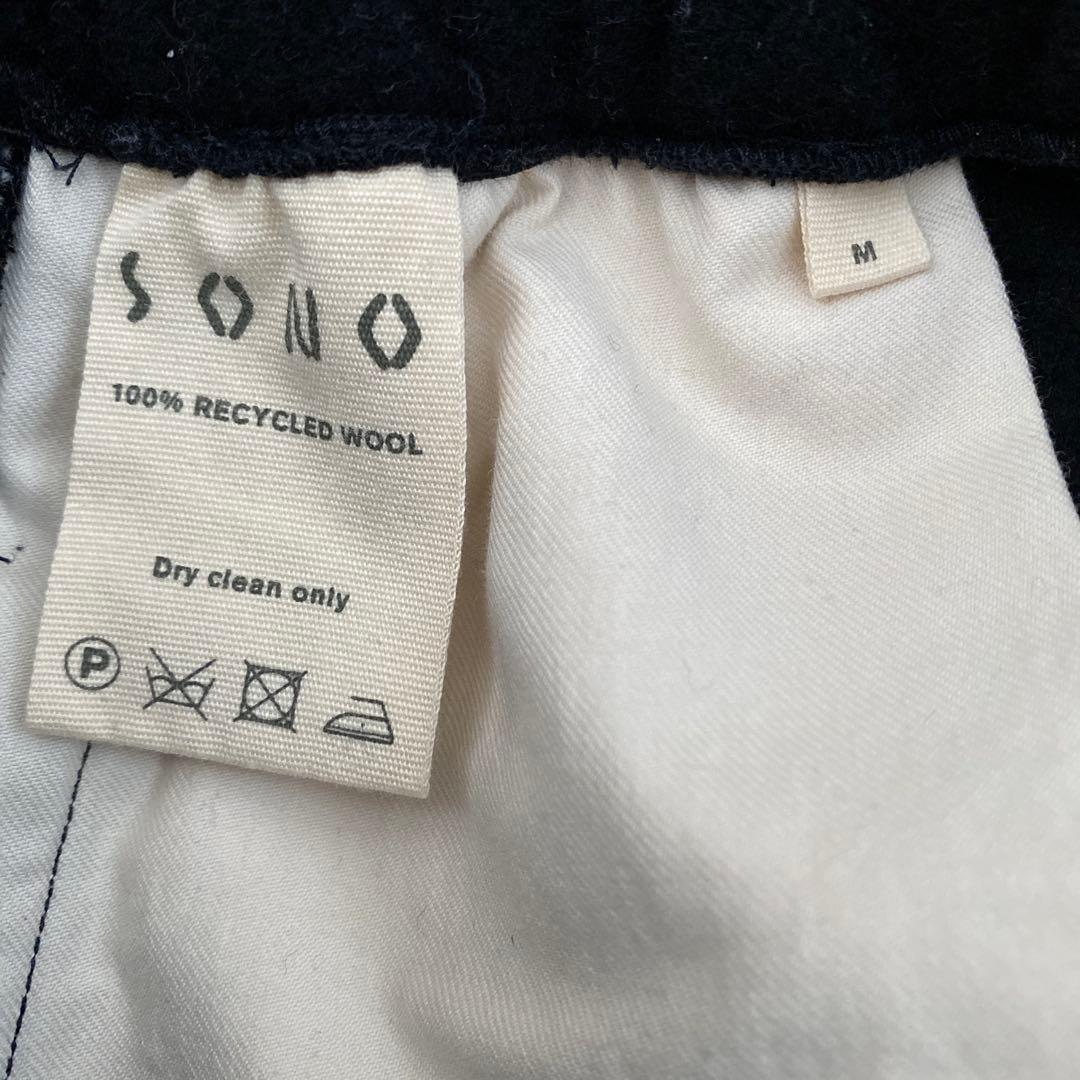 SONO
100% RECYCLED WOOL
Dry clean only
P
M